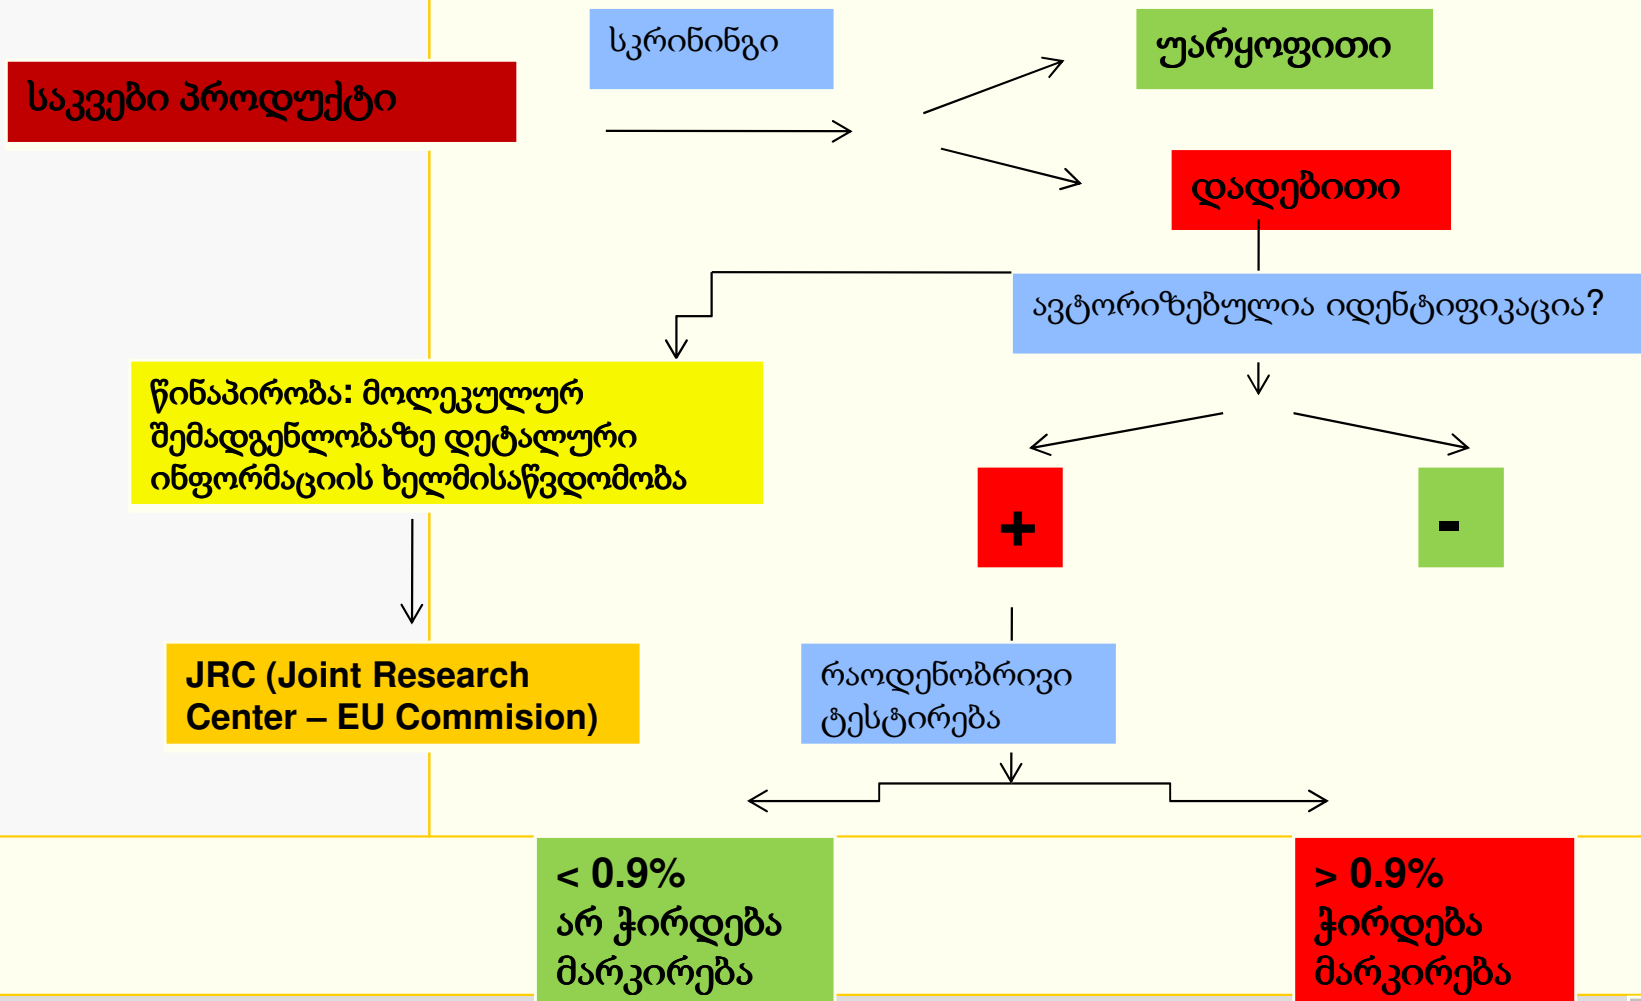 სკრინინგი
უარყოფითი
საკვები პროდუქტი
დადებითი
ავტორიზებულია იდენტიფიკაცია?
წინაპირობა: მოლეკულურ
შემადგენლობაზე დეტალური
ინფორმაციის ხელმისაწვდომობა
+
-
JRC (Joint Research
Center – EU Commision)
რაოდენობრივი
ტესტირება
< 0.9%
არ ჭირდება
მარკირება
> 0.9%
ჭირდება
მარკირება